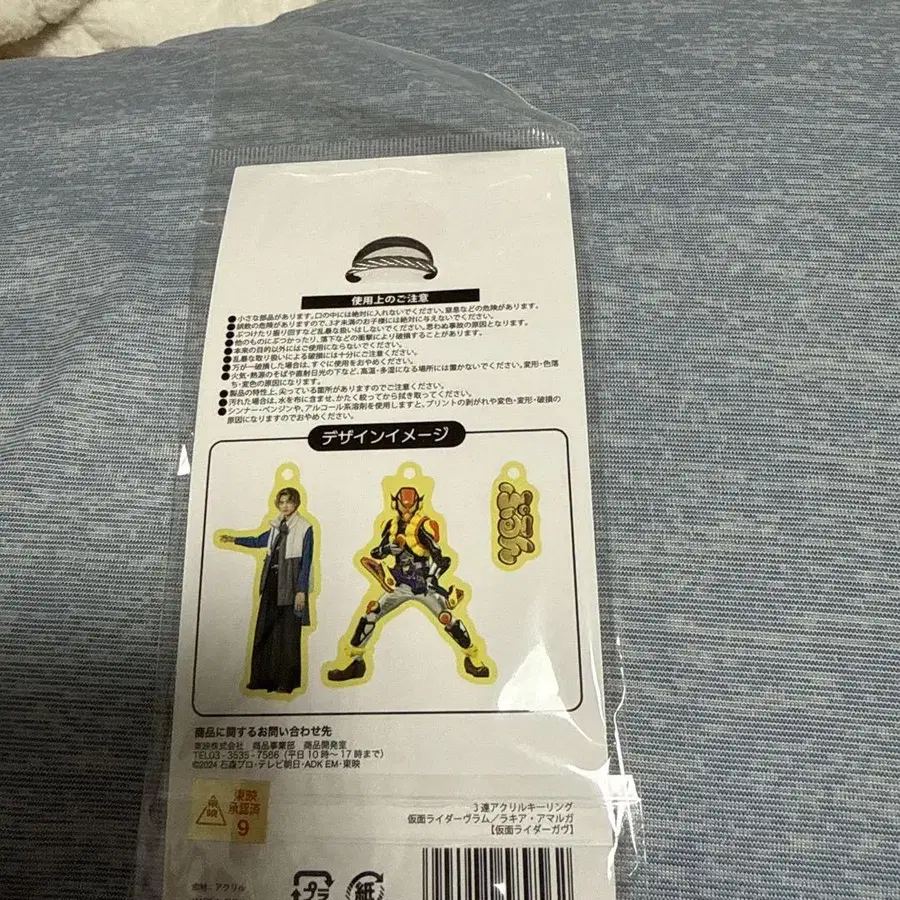 使用上のご注意
●小さな部品があります。口の中には絶対に入れないでください。窒息などの危険があります。
●誤飲の危険がありますので、3才未満のお子様には絶対に与えないでください。
●ぶつけたり振り回すなど乱暴な扱いはしないでください。思わぬ事故の原因となります。
●他のものにぶつかったり、落下などの衝撃により破損することがあります。
●本来の目的以外にはご使用にならないでください。
●乱暴な取り扱いによる破損には十分にご注意ください。
●万が一破損した場合は、すぐに使用をおやめください。
●火気・熱源のそばや直射日光の下など、高温・多湿になる場所には置かないでください。変形・色落
ち・変色の原因になります。
●製品の特性上、尖っている箇所がありますのでご注意ください。
●汚れた場合は、水を布に含ませ、かたく絞ってから拭き取ってください。
●シンナー・ベンジンや、アルコール系溶剤を使用しますと、プリントの剥がれや変色・変形・破損の
原因になりますのでおやめください。
デザインイメージ
商品に関するお問い合わせ先
東映株式会社 商品事業部 商品開発室
TEL03-3535-7566（平日10時〜17時まで）
©2024 石森プロ・テレビ朝日・ADK EM・東映
東映
承認済
9
3連アクリルキーリング
仮面ライダーヴラム／ラキア・アマルガ
【仮面ライダーガヴ】
素材：アクリル
プラ
紙